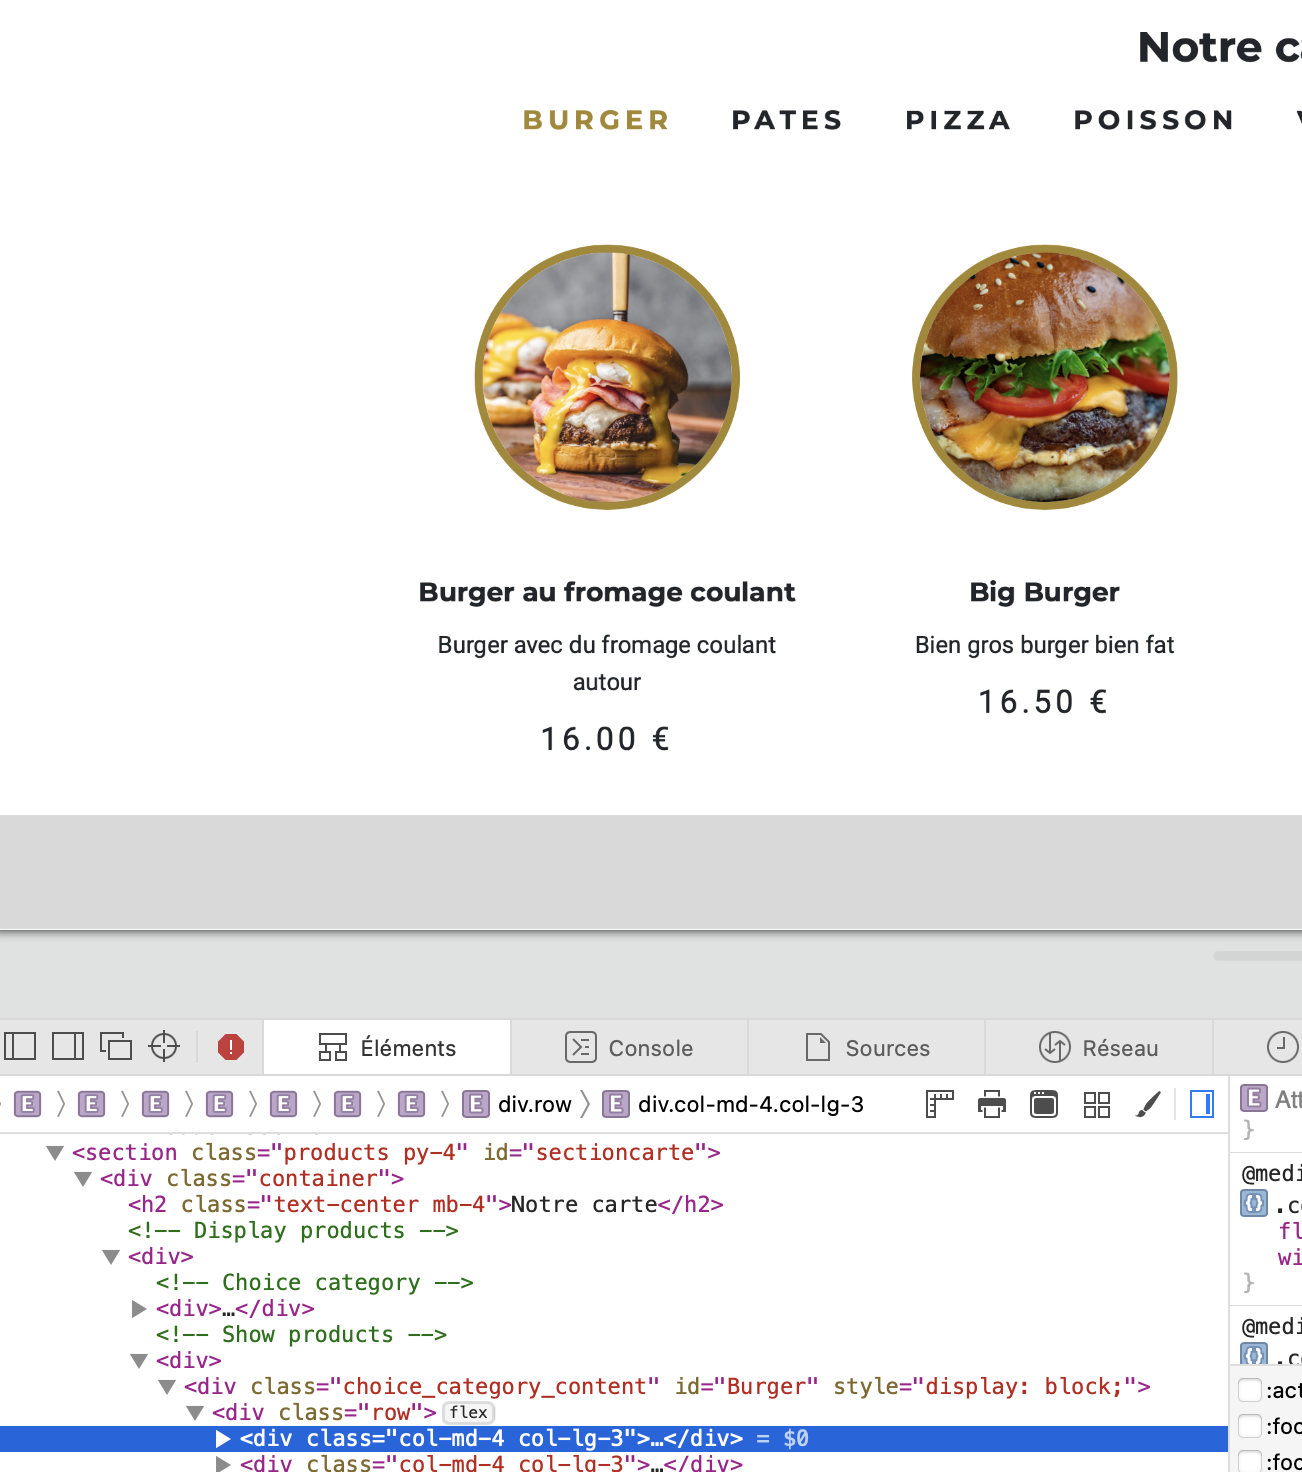 Notre
BURGER PATES PIZZA POISSON
Burger au fromage coulant
Burger avec du fromage coulant
autour
16.00 €
Big Burger
Bien gros burger bien fat
16.50 €
Éléments Console Sources Réseau
E E E E E E E E div.row E div.col-md-4.col-lg-3
<section class="products py-4" id="sectioncarte">
<div class="container">
<h2 class="text-center mb-4">Notre carte</h2>
<!-- Display products -->
<div>
<!-- Choice category -->
<div>…</div>
<!-- Show products -->
<div>
<div class="choice_category_content" id="Burger" style="display: block;">
<div class="row"> flex
<div class="col-md-4 col-lg-3">…</div> = $0
<div class="col-md-4 col-lg-3">…</div>
E Att
}
@medi
{} .c
fl
wi
}
@medi
{} .c
:act
:foc
:foc